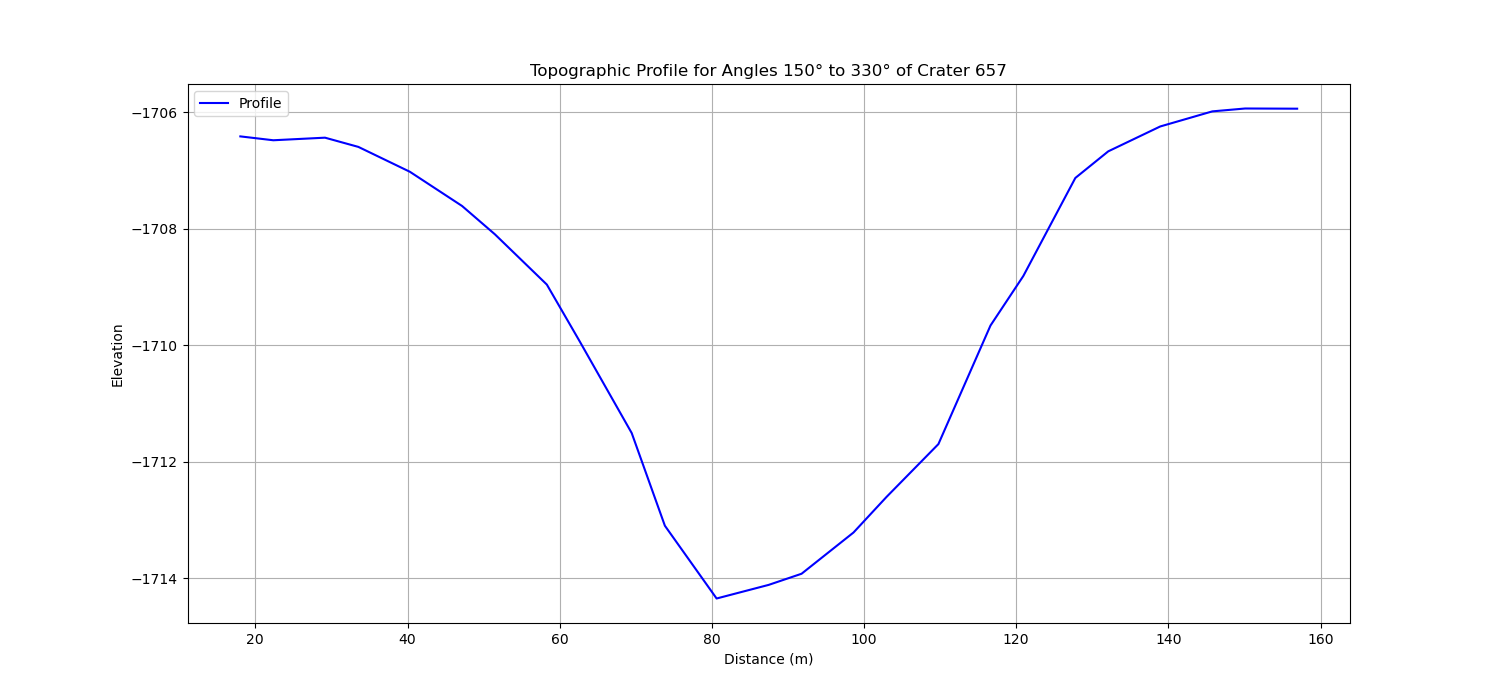 Topographic Profile for Angles 150° to 330° of Crater 657
Profile
−1706
−1708
−1710
−1712
−1714
Elevation
20 40 60 80 100 120 140 160
Distance (m)